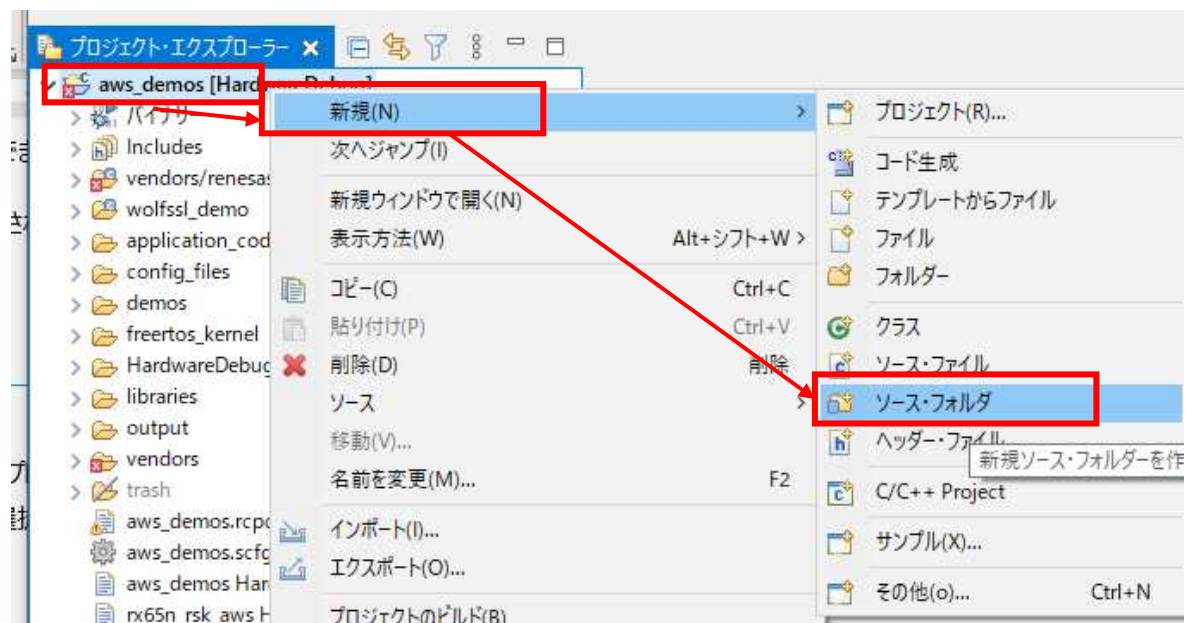 プロジェクト・エクスプローラー
aws_demos [Hardw
バイナリー
Includes
vendors/renesas
wolfssl_demo
application_cod
config_files
demos
freertos_kernel
HardwareDebug
libraries
output
vendors
trash
aws_demos.rcpc
aws_demos.scfg
aws_demos Har
rx65n_rsk_aws H
新規(N)
次へジャンプ(I)
新規ウィンドウで開く(N)
表示方法(W) Alt+シフト+W
コピー(C) Ctrl+C
貼り付け(P) Ctrl+V
削除(D) 削除
ソース
移動(V)...
名前を変更(M)... F2
インポート(I)...
エクスポート(O)...
プロジェクトのビルド(B)
プロジェクト(R)...
コード生成
テンプレートからファイル
ファイル
フォルダー
クラス
ソース・ファイル
ソース・フォルダ
ヘッダー・ファイル
新規ソース・フォルダーを作
C/C++ Project
サンプル(X)...
その他(o)... Ctrl+N